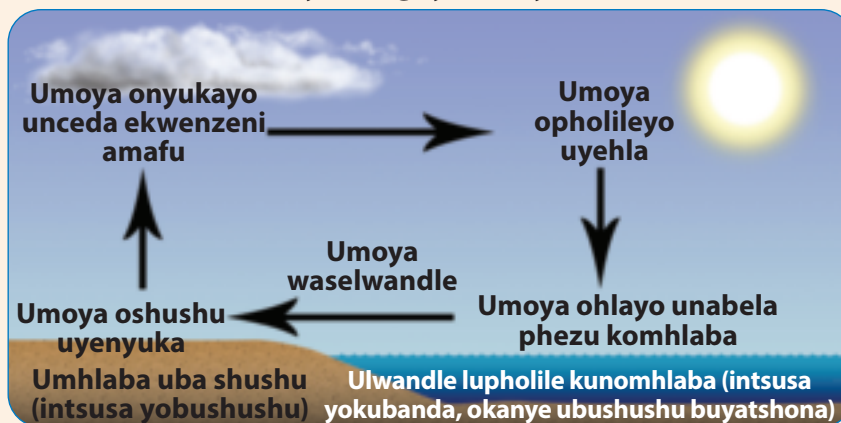 Umoya onyukayo
unceda ekwenzeni
amafu
Umoya
opholileyo
uyehla
Umoya
waselwandle
Umoya oshushu
uyenyuka
Umoya ohlayo unabela
phezu komhlaba
Umhlaba uba shushu
(intsusa yobushushu)
Ulwandle lupholile kunomhlaba (intsusa
yokubanda, okanye ubushushu buyatshona)